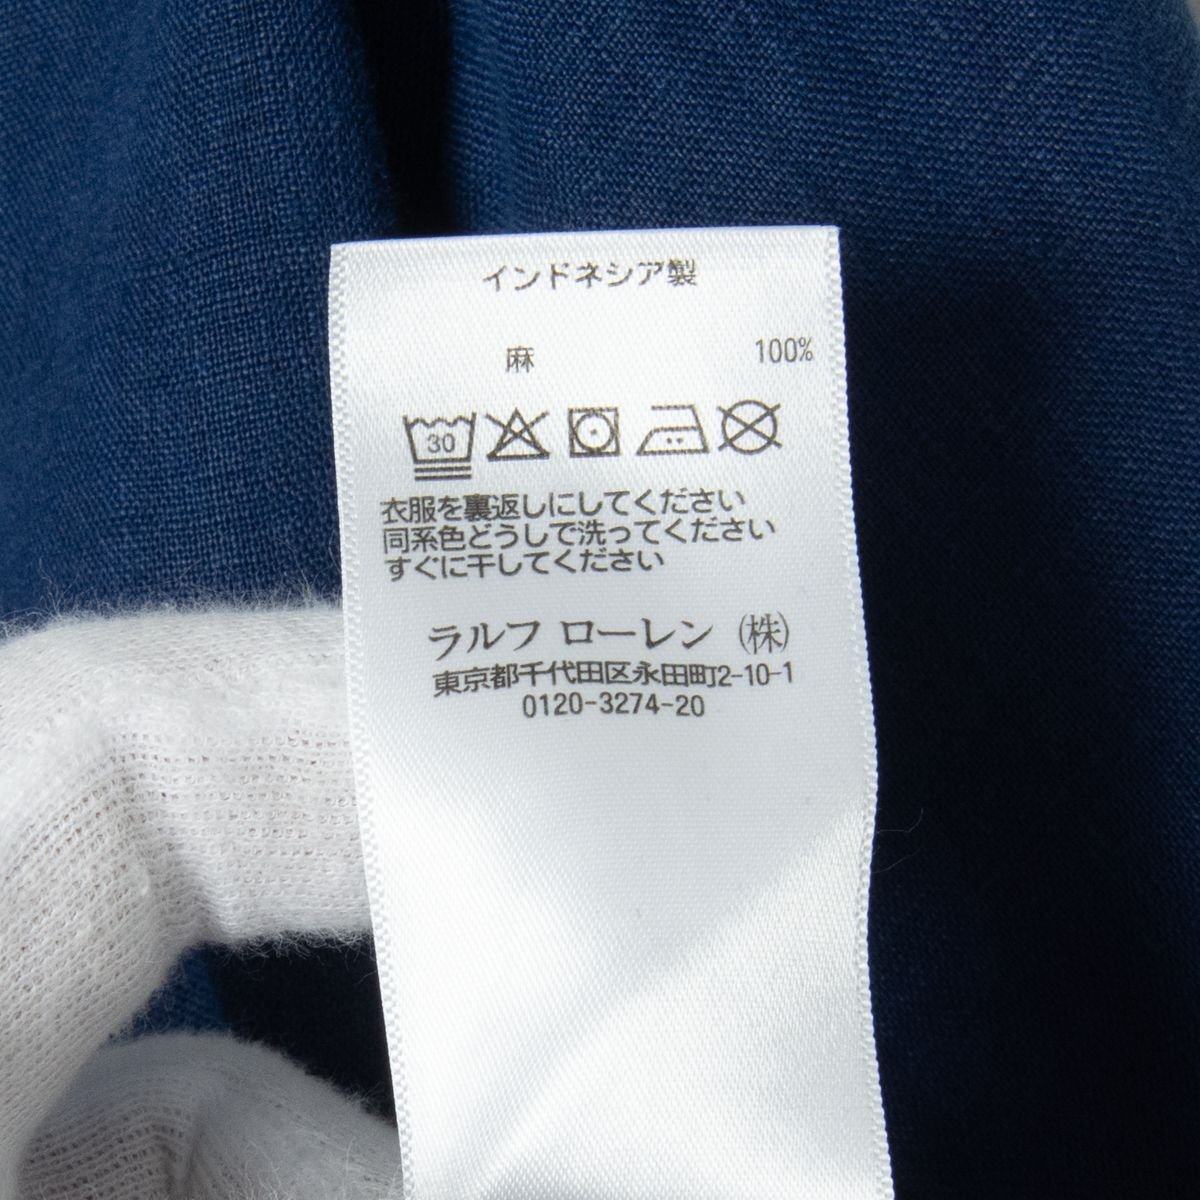 インドネシア製
麻 100%
30
衣服を裏返しにしてください
同系色どうしで洗ってください
すぐに干してください
ラルフ ローレン ㈱
東京都千代田区永田町2-10-1
0120-3274-20